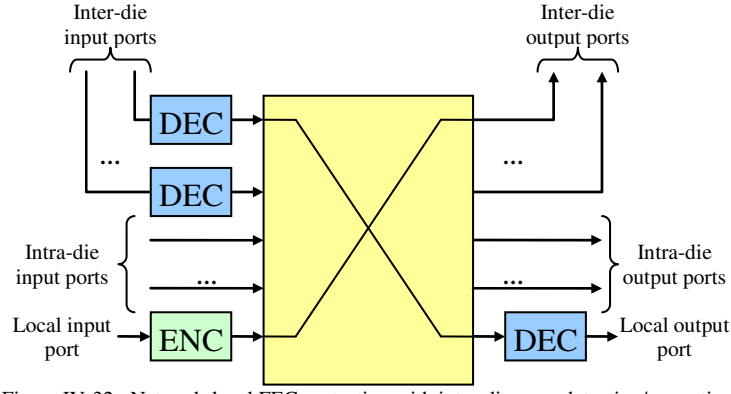 Inter-die
input ports
Inter-die
output ports
DEC
...
...
DEC
Intra-die
input ports
...
...
Intra-die
output ports
Local input
port
ENC
DEC
Local output
port